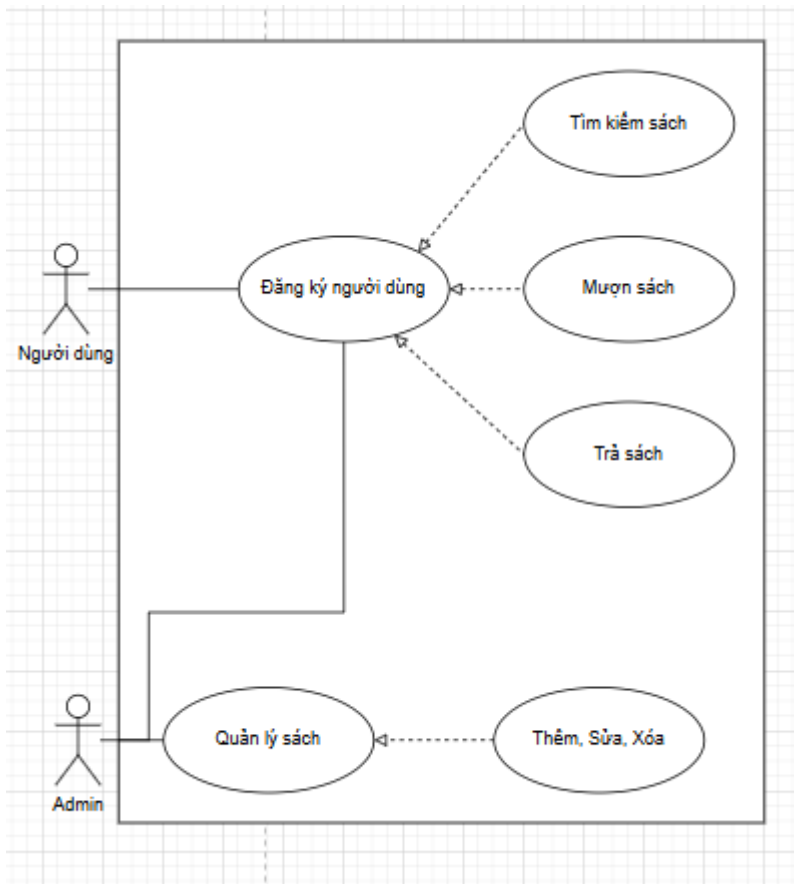 Tìm kiểm sách
Đăng ký người dùng
Mượn sách
Người dùng
Trả sách
Quản lý sách
Thêm, Sửa, Xóa
Admin